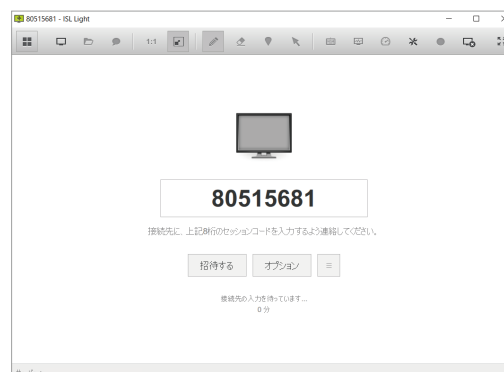 80515681 - ISL Light
1:1
80515681
接続先に、上記8桁のセッションコードを入力するよう連絡してください。
招待する
オプション
接続先の入力を待っています...
0 分